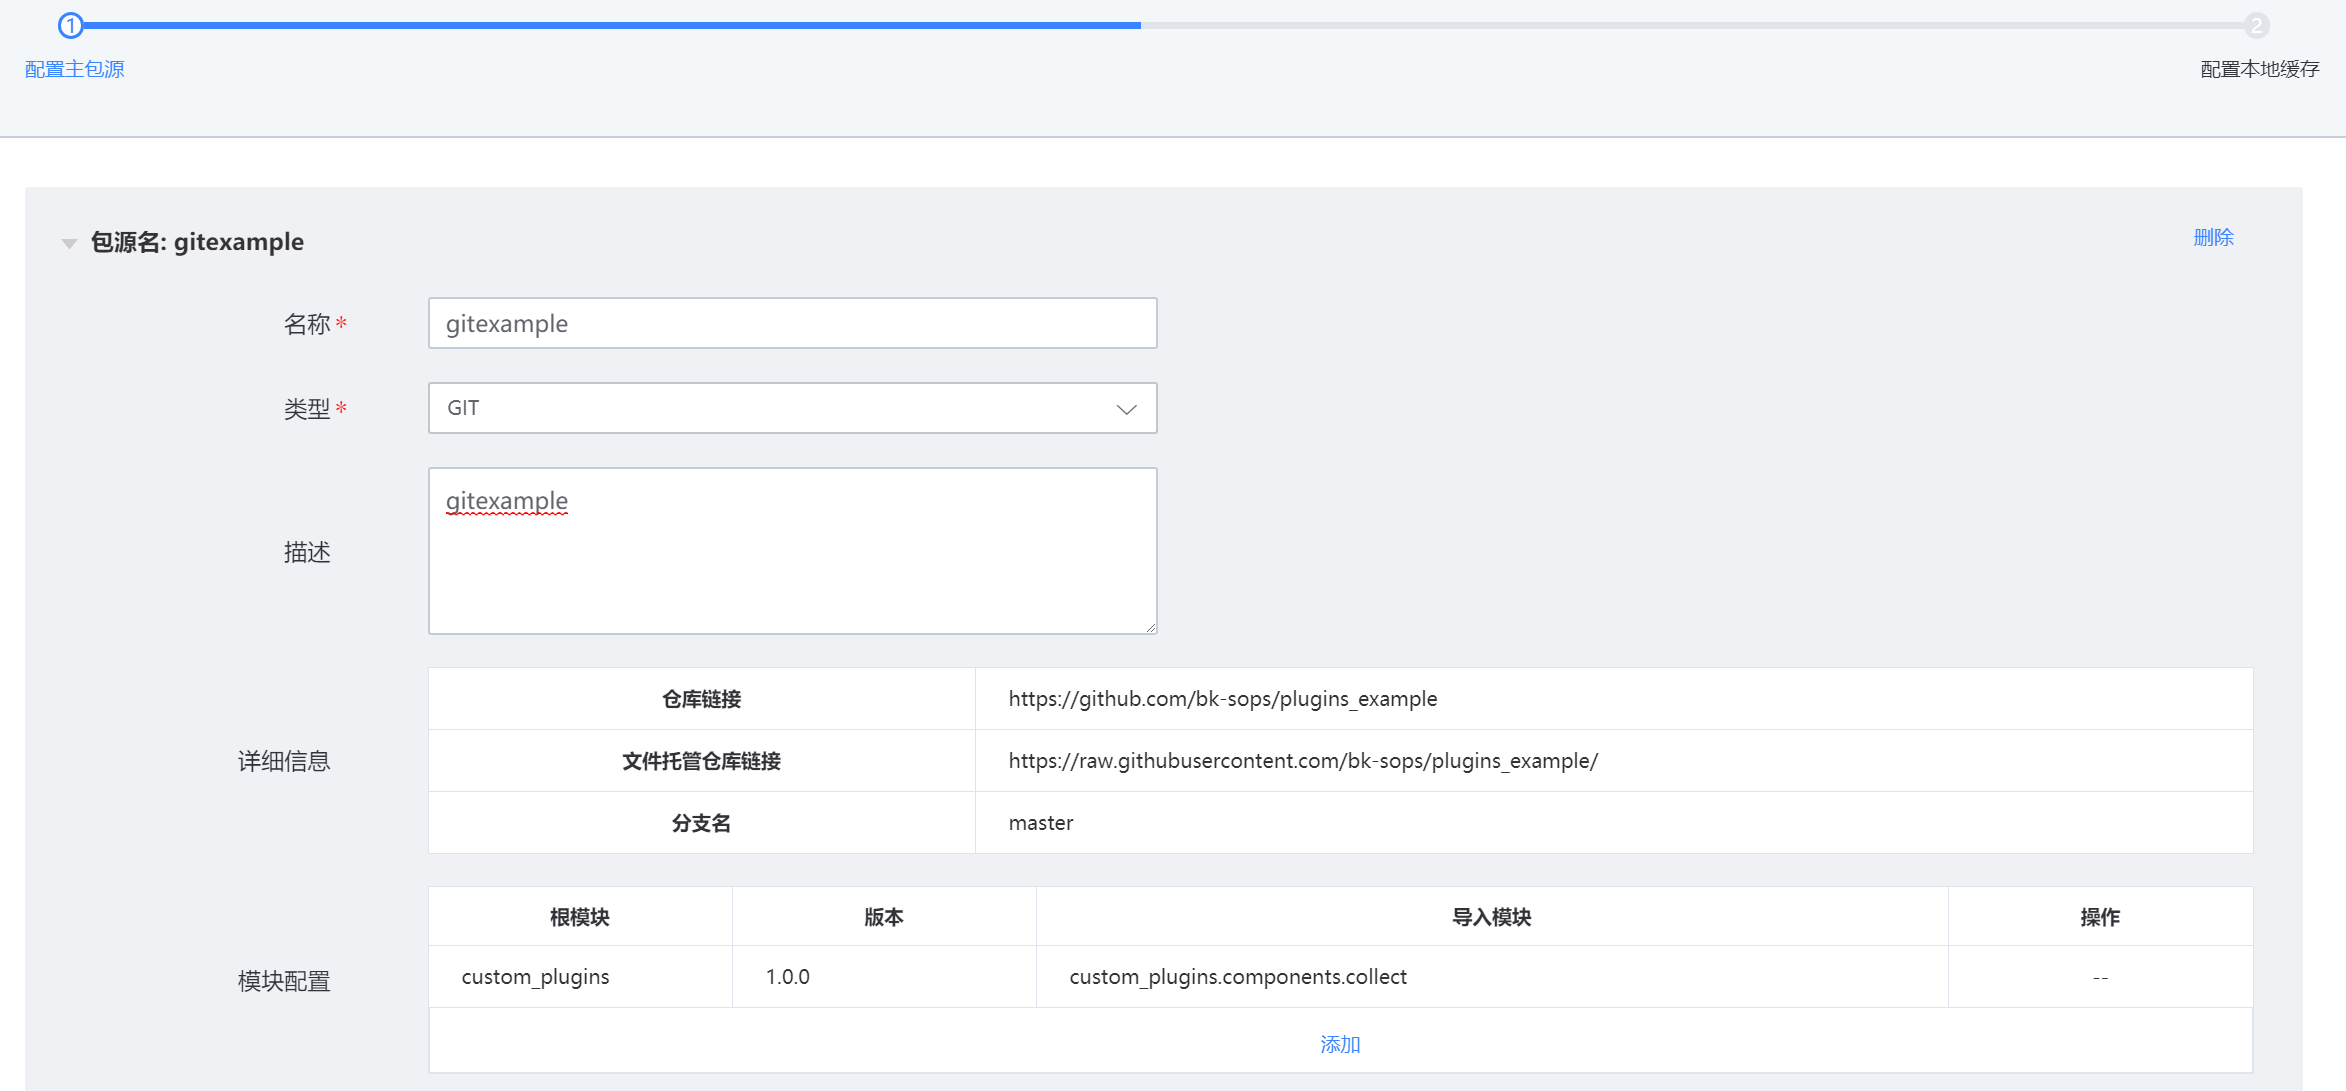 1
2
配置主包源
配置本地缓存
包源名: gitexample
删除
名称 *
gitexample
类型 *
GIT
描述
gitexample
详细信息
仓库链接
https://github.com/bk-sops/plugins_example
文件托管仓库链接
https://raw.githubusercontent.com/bk-sops/plugins_example/
分支名
master
模块配置
根模块
版本
导入模块
操作
custom_plugins
1.0.0
custom_plugins.components.collect
--
添加